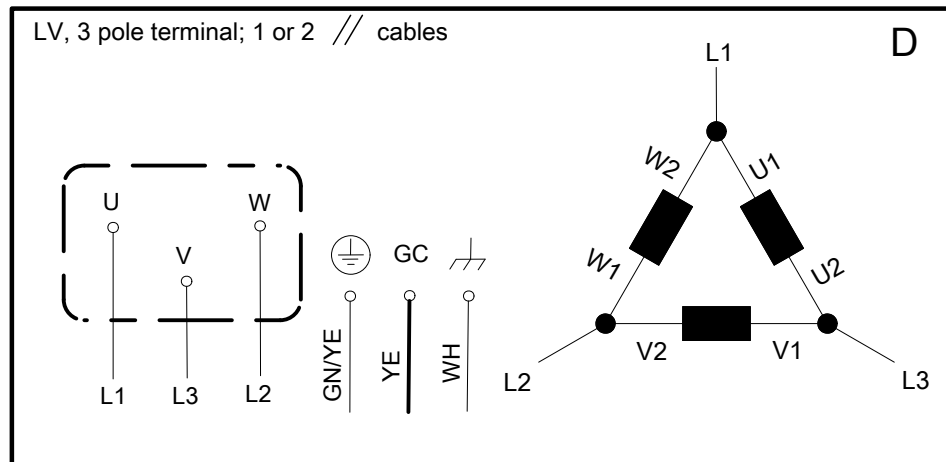 LV, 3 pole terminal; 1 or 2 // cables
D
L1
W2
U1
U
W
V
GC
W1
U2
GN/YE
YE
WH
V2
V1
L1
L3
L2
L2
L3